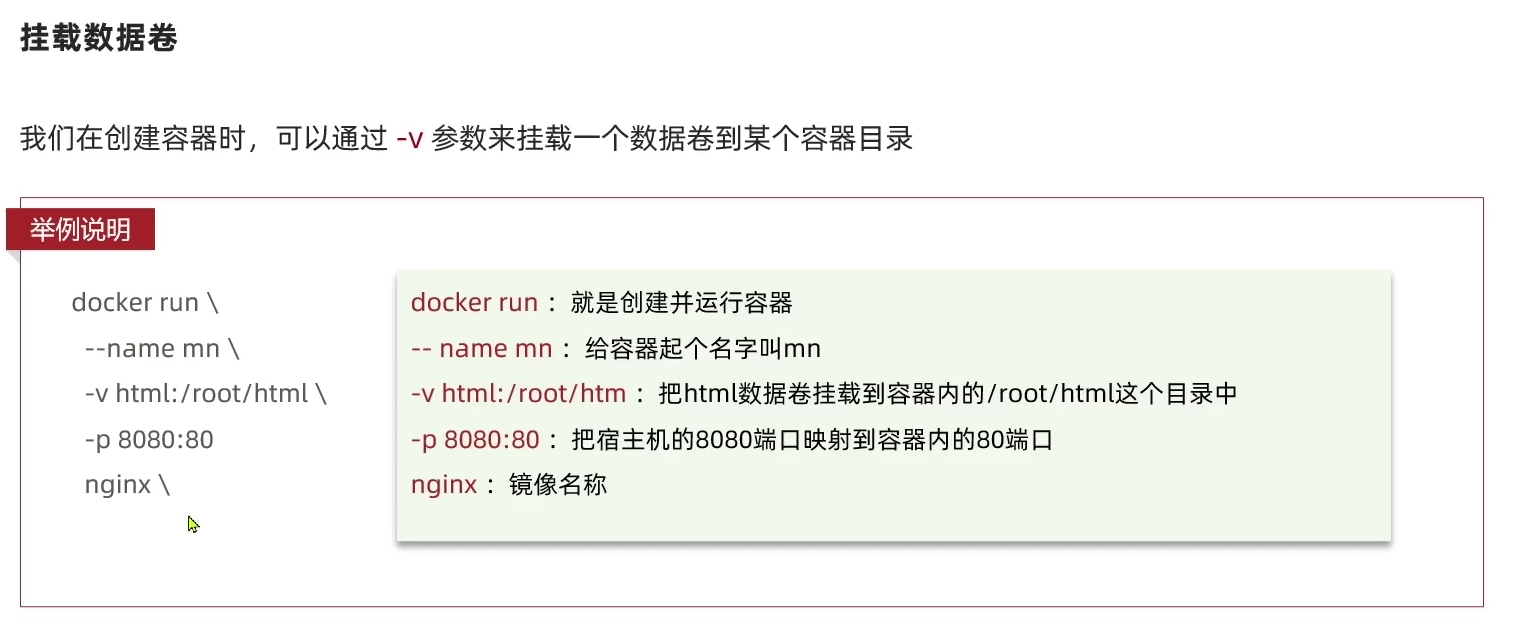 挂载数据卷
我们在创建容器时，可以通过 -v 参数来挂载一个数据卷到某个容器目录
举例说明
docker run \
--name mn \
-v html:/root/html \
-p 8080:80
nginx \
docker run ：就是创建并运行容器
-- name mn ：给容器起个名字叫mn
-v html:/root/htm ：把html数据卷挂载到容器内的/root/html这个目录中
-p 8080:80 ：把宿主机的8080端口映射到容器内的80端口
nginx ：镜像名称